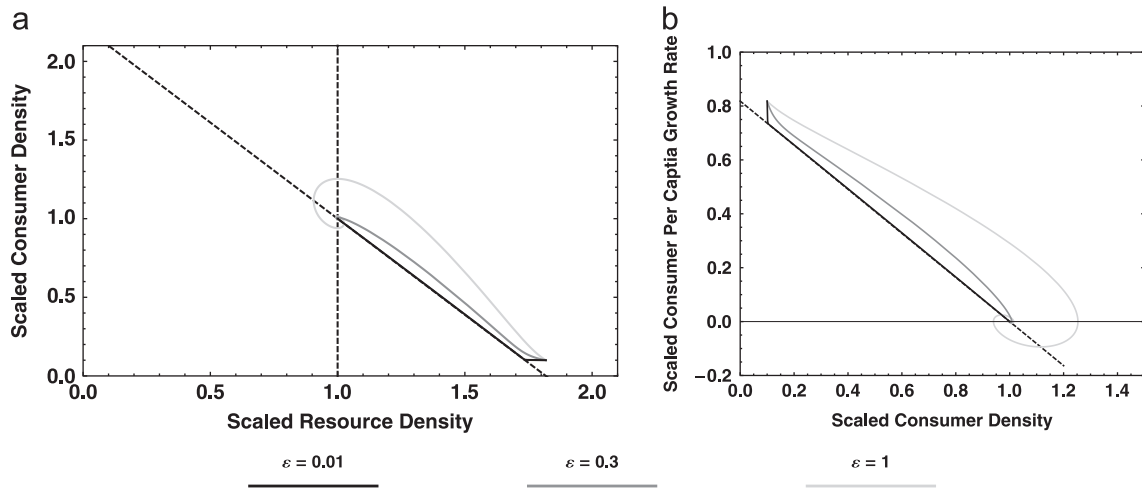 a
b
Scaled Consumer Density
2.0
1.5
1.0
0.5
0.0
0.0 0.5 1.0 1.5 2.0
Scaled Resource Density
Scaled Consumer Per Captia Growth Rate
1.0
0.8
0.6
0.4
0.2
0.0
−0.2
0.0 0.2 0.4 0.6 0.8 1.0 1.2 1.4
Scaled Consumer Density
ε = 0.01 ε = 0.3 ε = 1